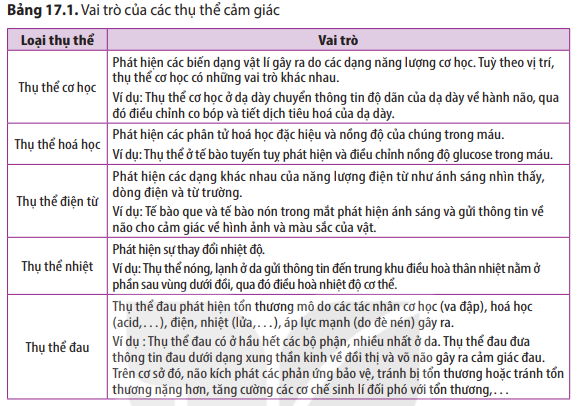 Bảng 17.1. Vai trò của các thụ thể cảm giác
Loại thụ thể
Vai trò
Thụ thể cơ học
Phát hiện các biến dạng vật lí gây ra do các dạng năng lượng cơ học. Tuỳ theo vị trí,
thụ thể cơ học có những vai trò khác nhau.
Ví dụ: Thụ thể cơ học ở dạ dày chuyển thông tin độ dãn của dạ dày về hành não, qua
đó điều chỉnh co bóp và tiết dịch tiêu hoá của dạ dày.
Thụ thể hoá học
Phát hiện các phân tử hoá học đặc hiệu và nồng độ của chúng trong máu.
Ví dụ: Thụ thể ở tế bào tuyến tuỵ phát hiện và điều chỉnh nồng độ glucose trong máu.
Thụ thể điện từ
Phát hiện các dạng khác nhau của năng lượng điện từ như ánh sáng nhìn thấy,
dòng điện và từ trường.
Ví dụ: Tế bào que và tế bào nón trong mắt phát hiện ánh sáng và gửi thông tin về
não cho cảm giác về hình ảnh và màu sắc của vật.
Thụ thể nhiệt
Phát hiện sự thay đổi nhiệt độ.
Ví dụ: Thụ thể nóng, lạnh ở da gửi thông tin đến trung khu điều hoà thân nhiệt nằm ở
phần sau vùng dưới đồi, qua đó điều hoà nhiệt độ cơ thể.
Thụ thể đau
Thụ thể đau phát hiện tổn thương mô do các tác nhân cơ học (va đập), hoá học
(acid,...), điện, nhiệt (lửa,...), áp lực mạnh (do đè nén) gây ra.
Ví dụ : Thụ thể đau có ở hầu hết các bộ phận, nhiều nhất ở da. Thụ thể đau đưa
thông tin đau dưới dạng xung thần kinh về đồi thị và vỏ não gây ra cảm giác đau.
Trên cơ sở đó, não kích phát các phản ứng bảo vệ, tránh bị tổn thương hoặc tránh tổn
thương nặng hơn, tăng cường các cơ chế sinh lí đối phó với tổn thương,...